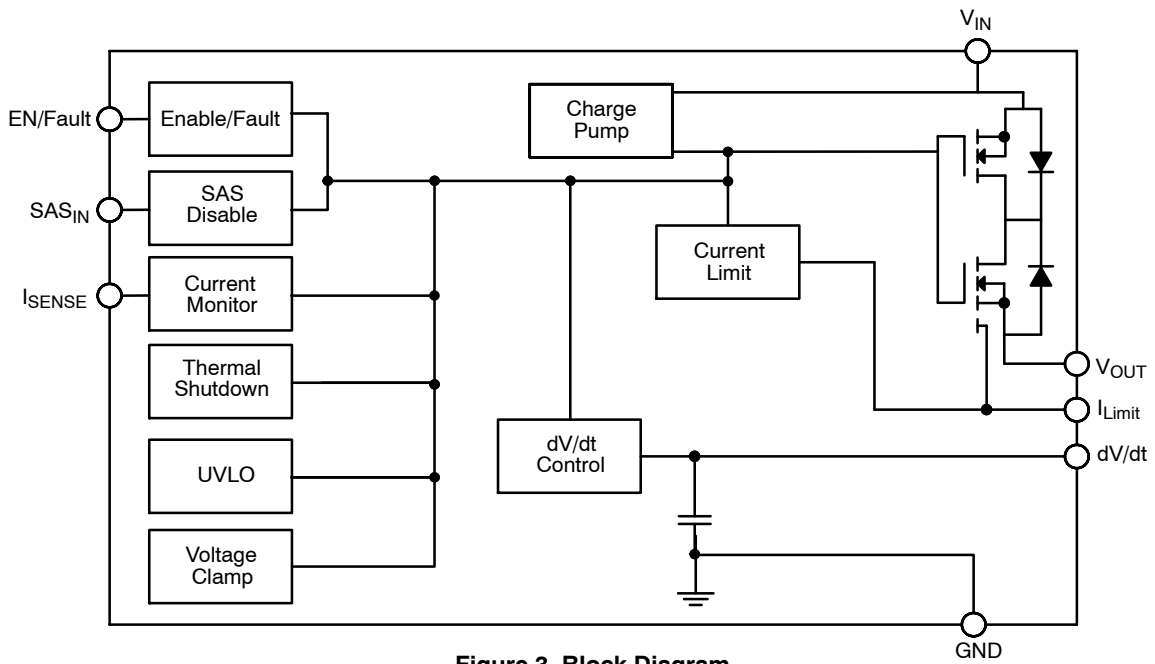 V_IN
EN/Fault
Enable/Fault
Charge
Pump
SAS_IN
SAS
Disable
I_SENSE
Current
Monitor
Current
Limit
Thermal
Shutdown
V_OUT
I_Limit
dV/dt
Control
dV/dt
UVLO
Voltage
Clamp
GND
Figure 3. Block Diagram